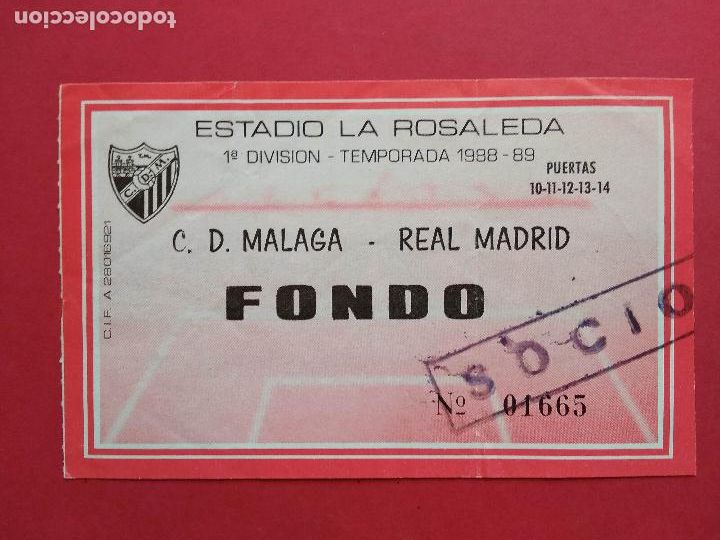 todocoleccion
ESTADIO LA ROSALEDA
1ª DIVISION - TEMPORADA 1988-89
PUERTAS
10-11-12-13-14
C. D. M.
C. D. MALAGA - REAL MADRID
FONDO
SOCIO
Nº 01665
C.I.F. A 28016921